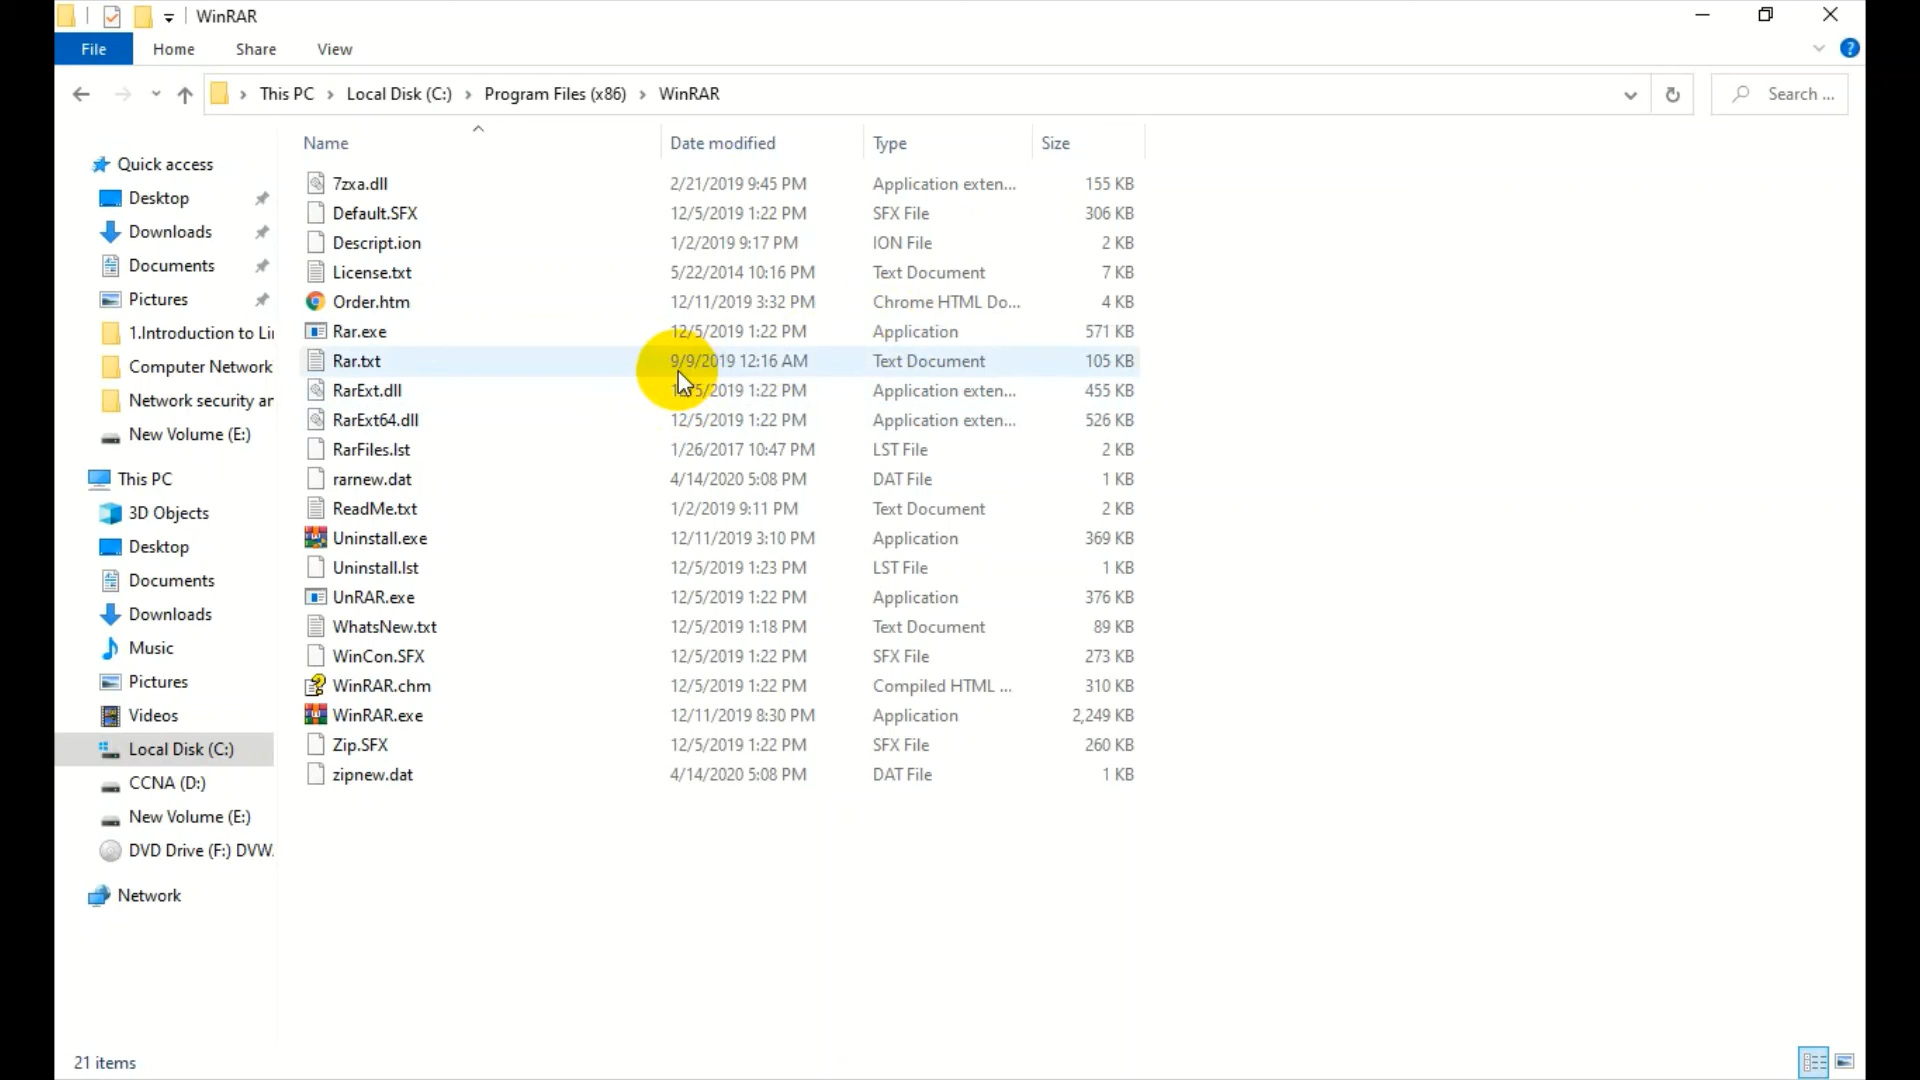 WinRAR
File Home Share View
This PC Local Disk (C:) Program Files (x86) WinRAR Search ...
Name Date modified Type Size
Quick access
Desktop
Downloads
Documents
Pictures
1.Introduction to Li
Computer Network
Network security ar
New Volume (E:)
This PC
3D Objects
Desktop
Documents
Downloads
Music
Pictures
Videos
Local Disk (C:)
CCNA (D:)
New Volume (E:)
DVD Drive (F:) DVW.
Network
7zxa.dll 2/21/2019 9:45 PM Application exten... 155 KB
Default.SFX 12/5/2019 1:22 PM SFX File 306 KB
Descript.ion 1/2/2019 9:17 PM ION File 2 KB
License.txt 5/22/2014 10:16 PM Text Document 7 KB
Order.htm 12/11/2019 3:32 PM Chrome HTML Do... 4 KB
Rar.exe 12/5/2019 1:22 PM Application 571 KB
Rar.txt 9/9/2019 12:16 AM Text Document 105 KB
RarExt.dll 12/5/2019 1:22 PM Application exten... 455 KB
RarExt64.dll 12/5/2019 1:22 PM Application exten... 526 KB
RarFiles.lst 1/26/2017 10:47 PM LST File 2 KB
rarnew.dat 4/14/2020 5:08 PM DAT File 1 KB
ReadMe.txt 1/2/2019 9:11 PM Text Document 2 KB
Uninstall.exe 12/11/2019 3:10 PM Application 369 KB
Uninstall.lst 12/5/2019 1:23 PM LST File 1 KB
UnRAR.exe 12/5/2019 1:22 PM Application 376 KB
WhatsNew.txt 12/5/2019 1:18 PM Text Document 89 KB
WinCon.SFX 12/5/2019 1:22 PM SFX File 273 KB
WinRAR.chm 12/5/2019 1:22 PM Compiled HTML ... 310 KB
WinRAR.exe 12/11/2019 8:30 PM Application 2,249 KB
Zip.SFX 12/5/2019 1:22 PM SFX File 260 KB
zipnew.dat 4/14/2020 5:08 PM DAT File 1 KB
21 items